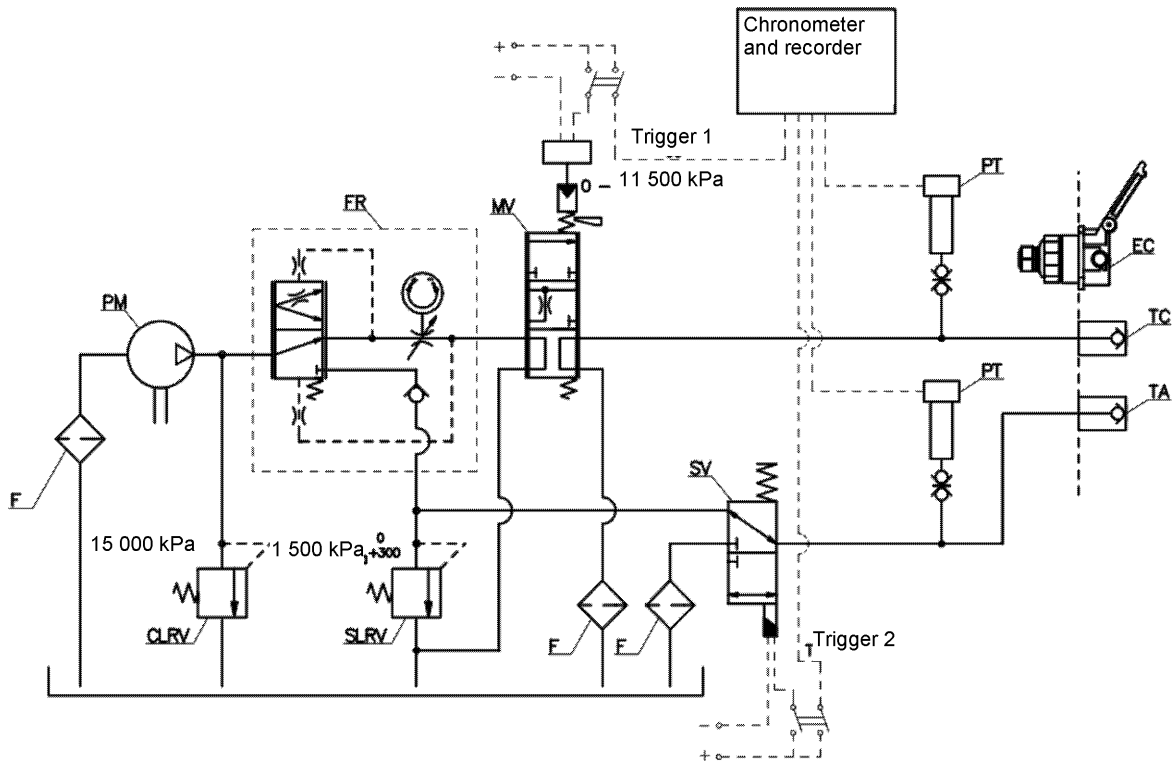 Chronometer
and recorder
+
−
Trigger 1
0 – 11 500 kPa
PT
FR
MV
EC
PM
TC
PT
TA
F
SV
15 000 kPa
1 500 kPa, 0 +300
CLRV
SLRV
F
F
Trigger 2
−
+